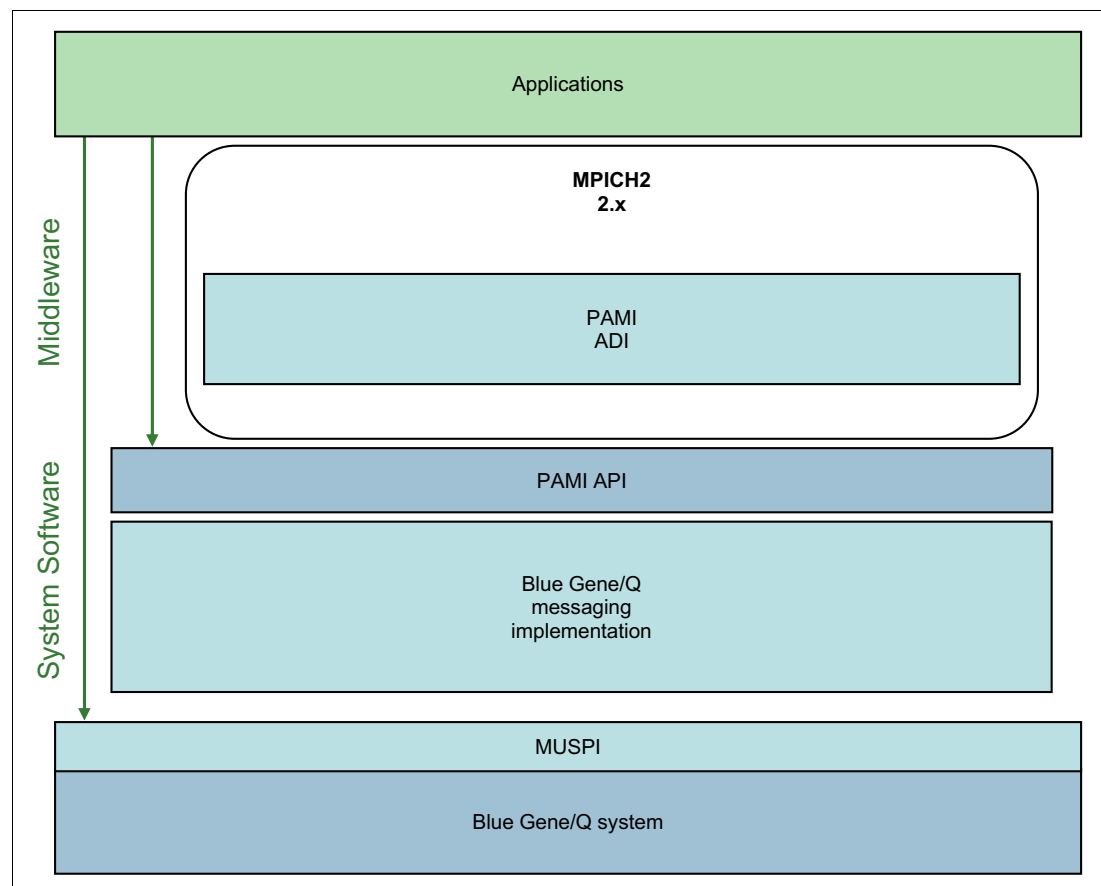 Applications
MPICH2
2.x
Middleware
PAMI
ADI
PAMI API
System Software
Blue Gene/Q
messaging
implementation
MUSPI
Blue Gene/Q system